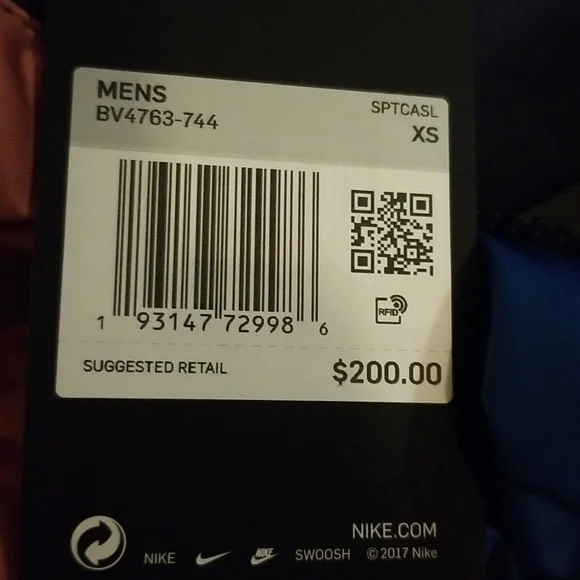 MENS
BV4763-744
SPTCASL
XS
1 93147 72998 6
RFID
SUGGESTED RETAIL
$200.00
NIKE.COM
NIKE NIKE SWOOSH © 2017 Nike